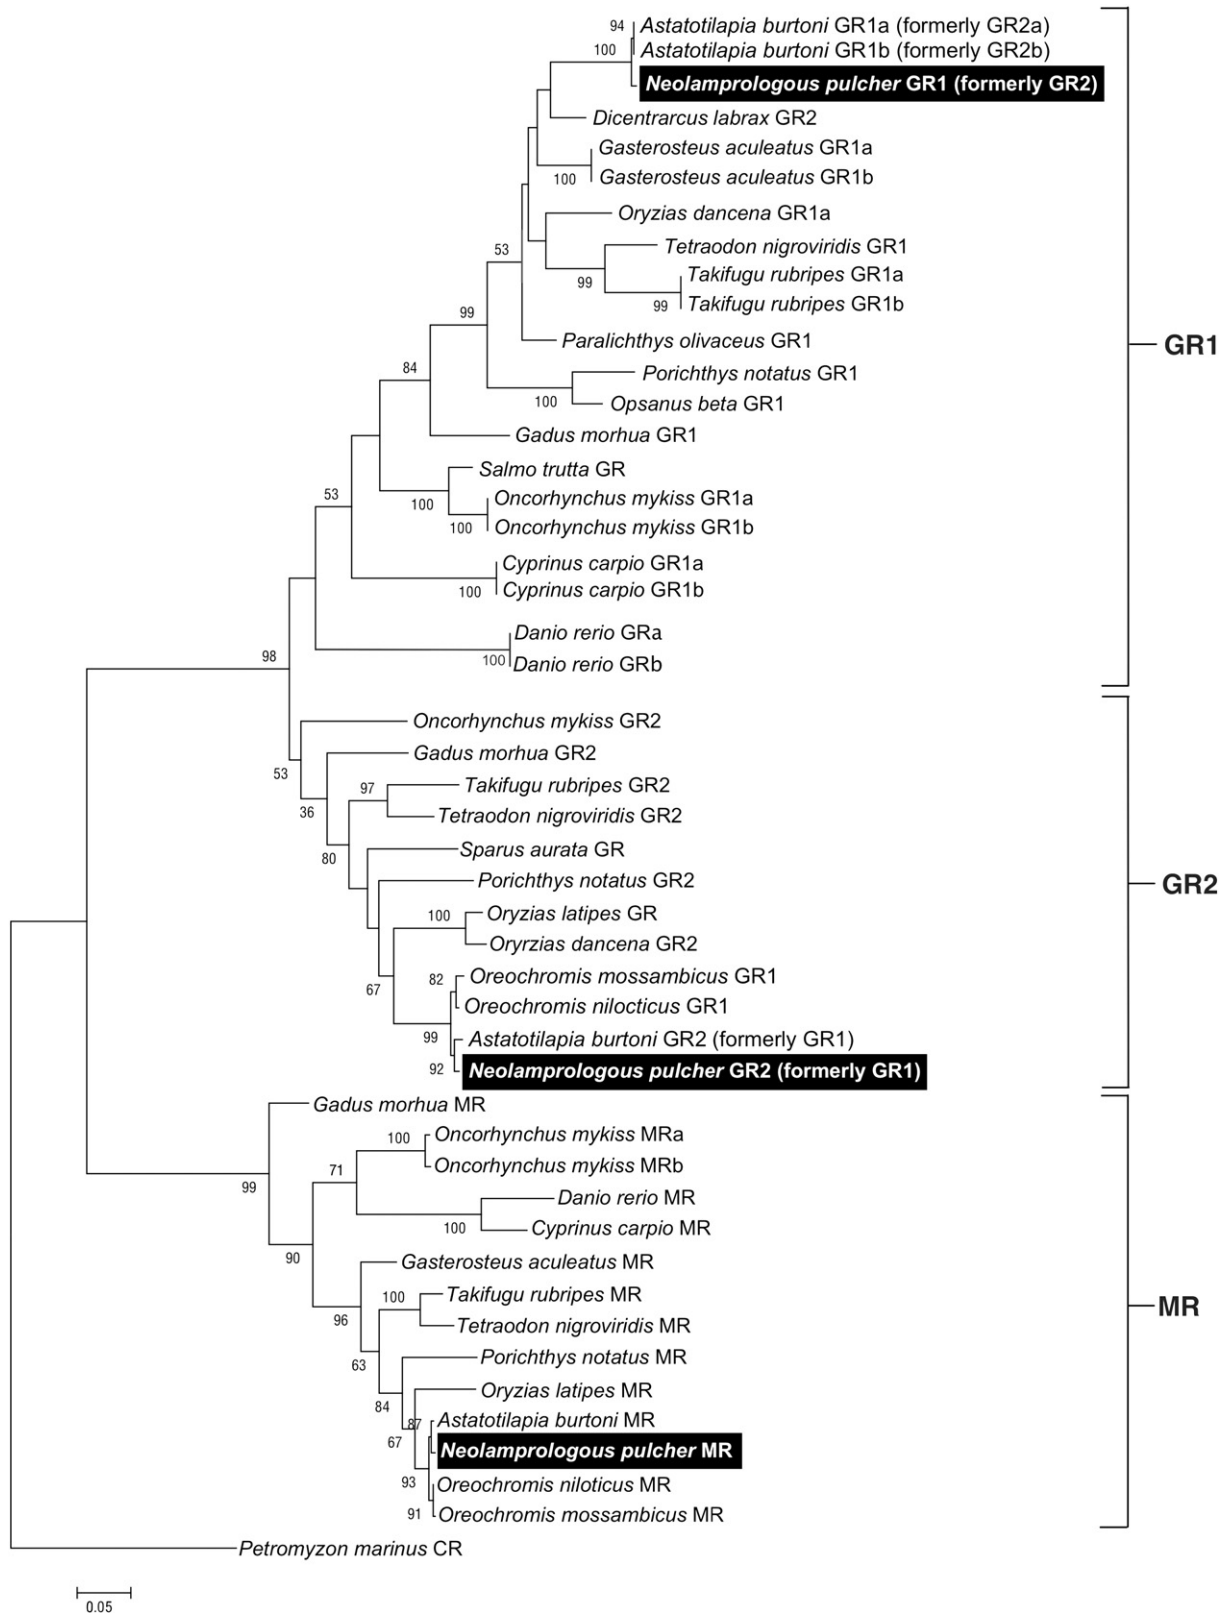 94
Astatotilapia burtoni GR1a (formerly GR2a)
100
Astatotilapia burtoni GR1b (formerly GR2b)
Neolamprologous pulcher GR1 (formerly GR2)
Dicentrarcus labrax GR2
Gasterosteus aculeatus GR1a
100
Gasterosteus aculeatus GR1b
Oryzias dancena GR1a
53
Tetraodon nigroviridis GR1
99
Takifugu rubripes GR1a
99
Takifugu rubripes GR1b
99
Paralichthys olivaceus GR1
GR1
84
Porichthys notatus GR1
100
Opsanus beta GR1
Gadus morhua GR1
Salmo trutta GR
53
100
Oncorhynchus mykiss GR1a
100
Oncorhynchus mykiss GR1b
Cyprinus carpio GR1a
100
Cyprinus carpio GR1b
Danio rerio GRa
98
100
Danio rerio GRb
Oncorhynchus mykiss GR2
Gadus morhua GR2
53
97
Takifugu rubripes GR2
36
Tetraodon nigroviridis GR2
80
Sparus aurata GR
Porichthys notatus GR2
GR2
100
Oryzias latipes GR
Oryrzias dancena GR2
82
Oreochromis mossambicus GR1
67
Oreochromis nilocticus GR1
99
Astatotilapia burtoni GR2 (formerly GR1)
92
Neolamprologous pulcher GR2 (formerly GR1)
Gadus morhua MR
100
Oncorhynchus mykiss MRa
71
Oncorhynchus mykiss MRb
99
Danio rerio MR
100
Cyprinus carpio MR
90
Gasterosteus aculeatus MR
100
Takifugu rubripes MR
MR
96
Tetraodon nigroviridis MR
63
Porichthys notatus MR
Oryzias latipes MR
84
87
Astatotilapia burtoni MR
67
Neolamprologous pulcher MR
93
Oreochromis niloticus MR
91
Oreochromis mossambicus MR
Petromyzon marinus CR
0.05